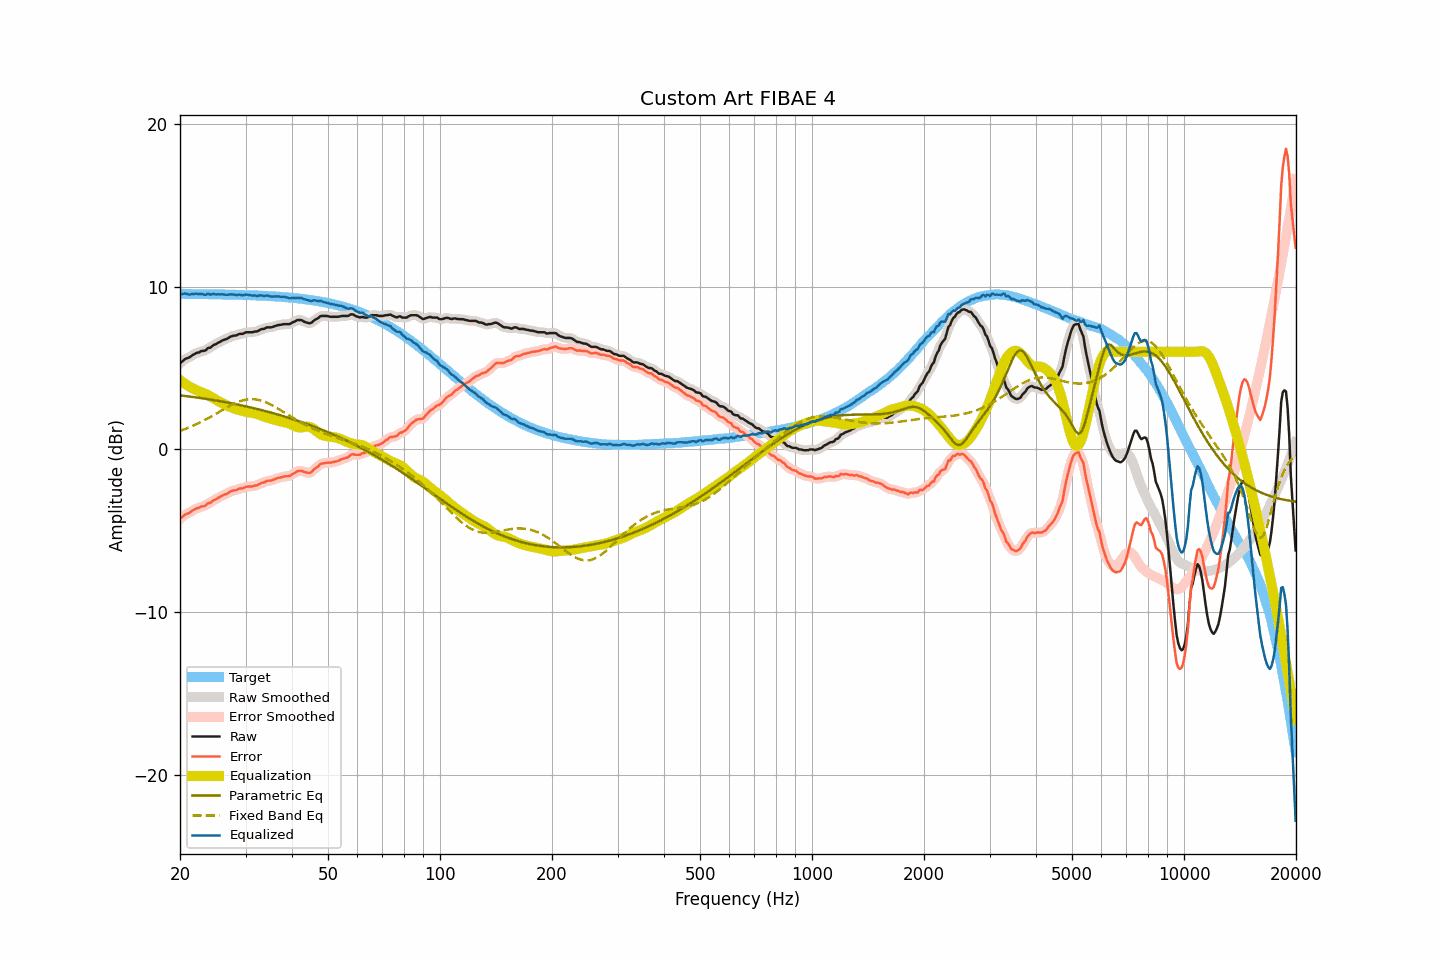 Custom Art FIBAE 4
20
10
0
−10
−20
Amplitude (dBr)
Target
Raw Smoothed
Error Smoothed
Raw
Error
Equalization
Parametric Eq
Fixed Band Eq
Equalized
20 50 100 200 500 1000 2000 5000 10000 20000
Frequency (Hz)